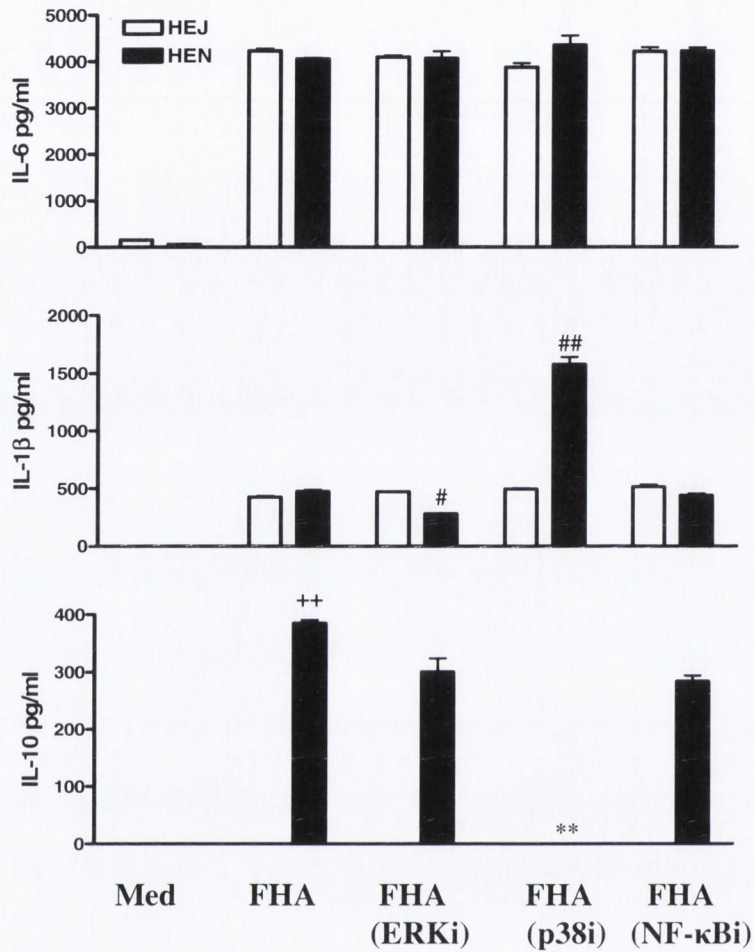 5000
4000
3000
2000
1000
0
IL-6 pg/ml
HEJ
HEN
2000
1500
1000
500
0
IL-1β pg/ml
#
##
400
300
200
100
0
IL-10 pg/ml
++
**
Med
FHA
FHA
(ERKi)
FHA
(p38i)
FHA
(NF-κBi)